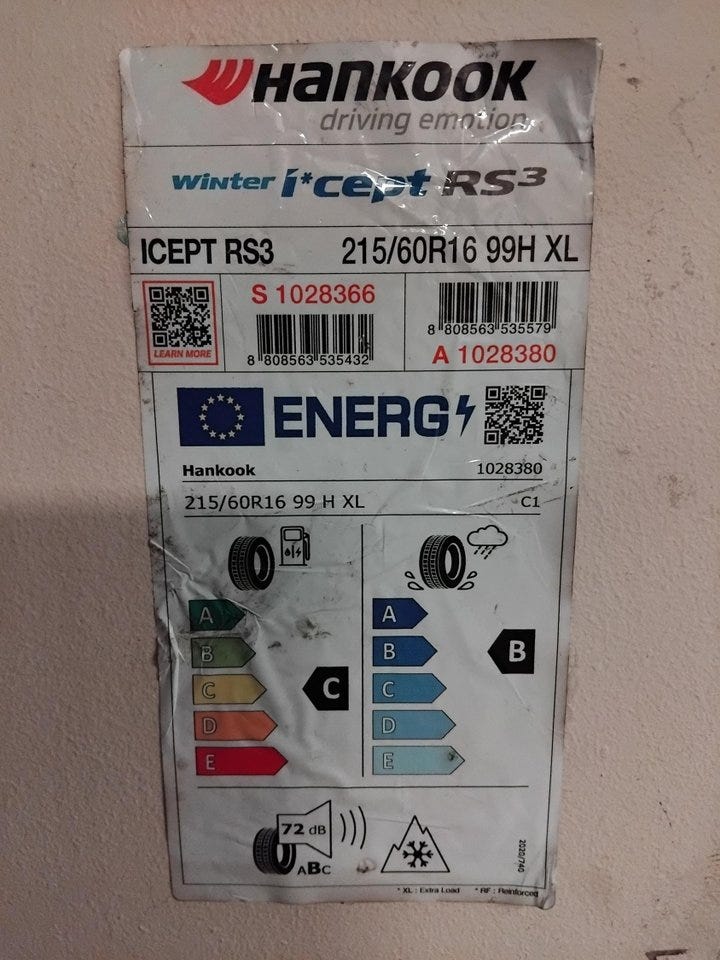 HANKOOK
driving emotion
Winter i*cept RS3
ICEPT RS3 215/60R16 99H XL
LEARN MORE
S 1028366
8 808563 535432
8 808563 535579
A 1028380
ENERG
Hankook 1028380
215/60R16 99 H XL C1
A A
B B B
C C C
D D
E E
72 dB
ABC
2020/740
* XL : Extra Load * RF : Reinforced